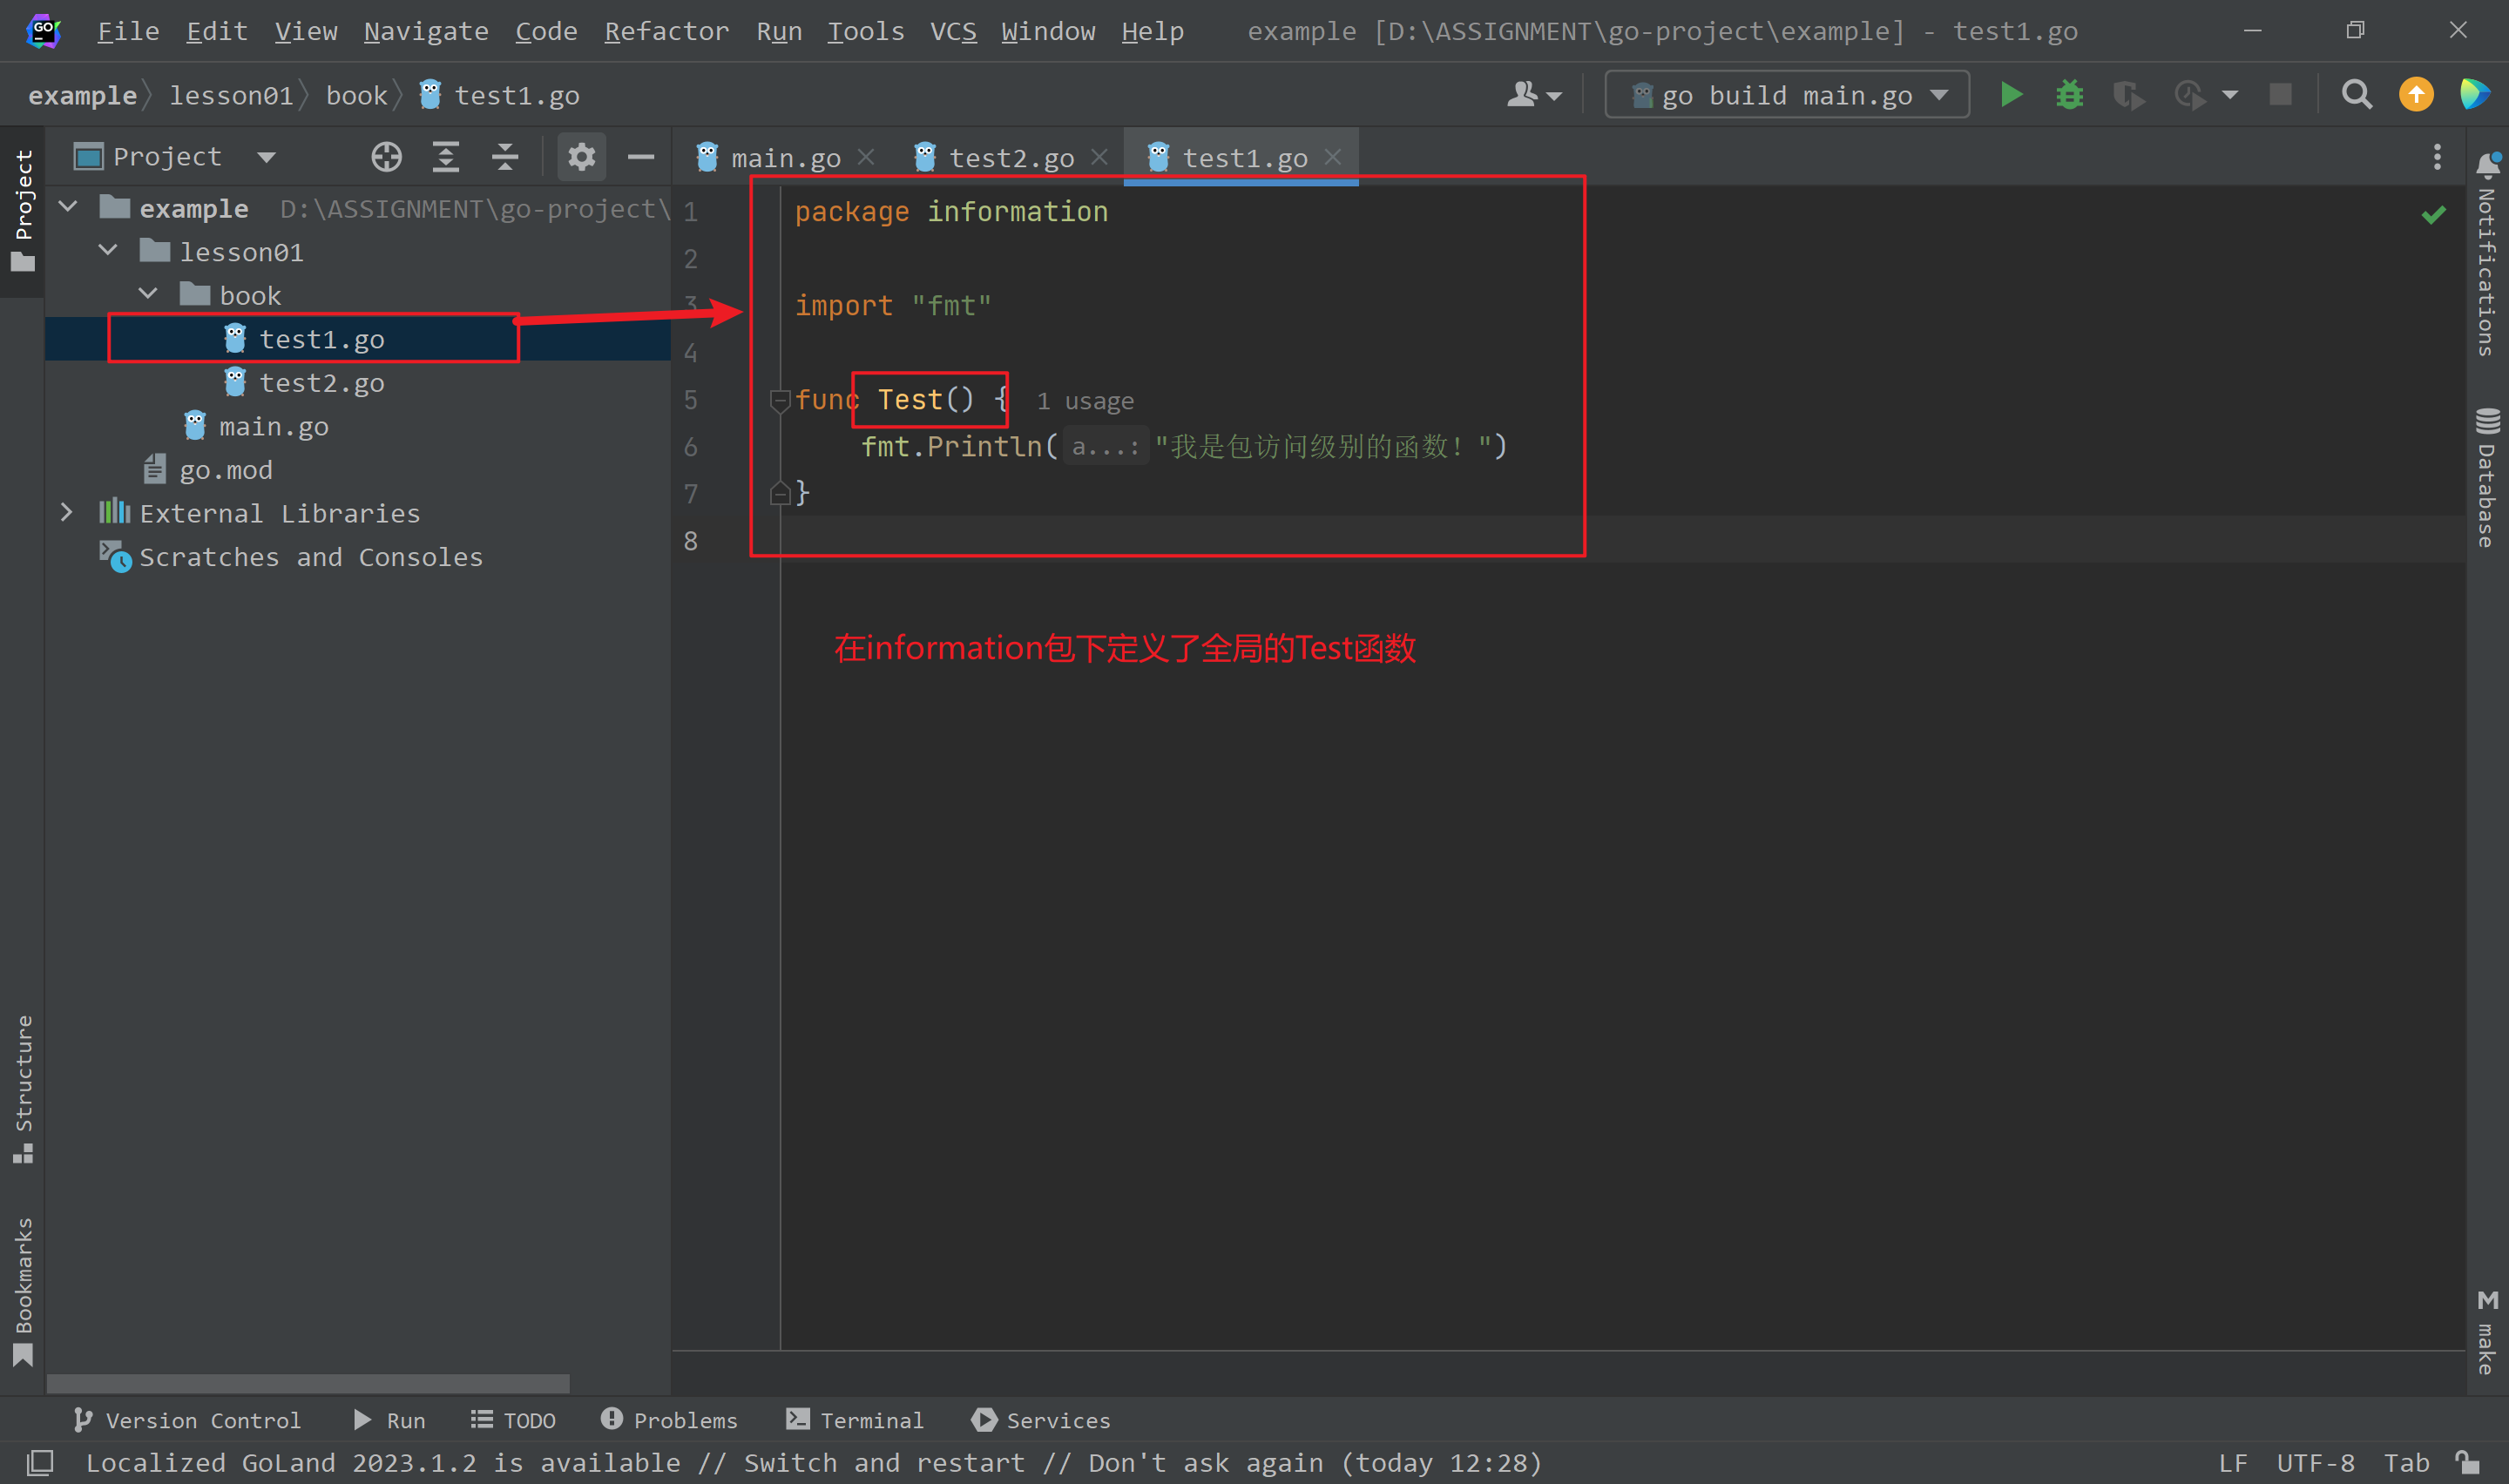 GO
File Edit View Navigate Code Refactor Run Tools VCS Window Help example [D:\ASSIGNMENT\go-project\example] - test1.go
example lesson01 book test1.go
go build main.go
Project
Project
main.go
test2.go
test1.go
example D:\ASSIGNMENT\go-project\
lesson01
book
test1.go
test2.go
main.go
go.mod
External Libraries
Scratches and Consoles
1 package information
2
3 import "fmt"
4
5 func Test() { 1 usage
6 fmt.Println( a...: "我是包访问级别的函数！")
7 }
8
在information包下定义了全局的Test函数
Notifications
Database
M make
Structure
Bookmarks
Version Control Run TODO Problems Terminal Services
Localized GoLand 2023.1.2 is available // Switch and restart // Don't ask again (today 12:28)
LF UTF-8 Tab